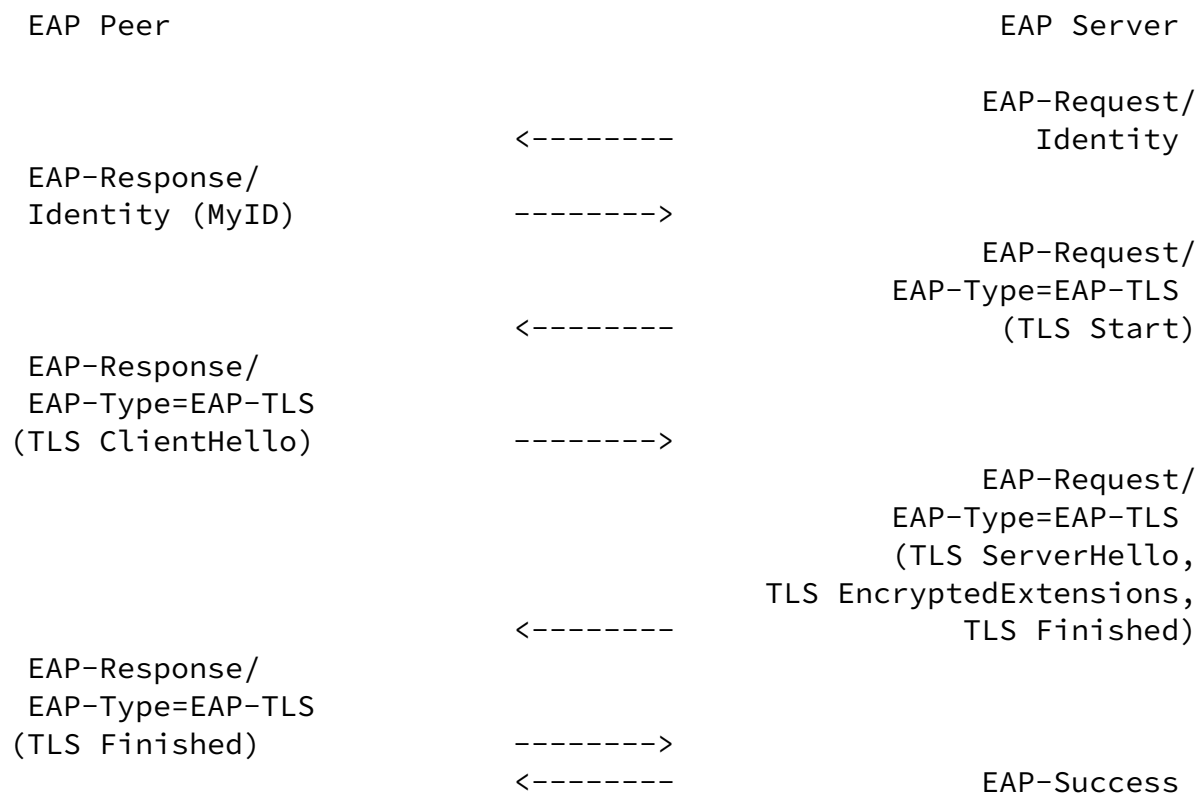 EAP Peer EAP Server
EAP-Request/
<-------- Identity
EAP-Response/
Identity (MyID) -------->
EAP-Request/
EAP-Type=EAP-TLS
<-------- (TLS Start)
EAP-Response/
EAP-Type=EAP-TLS
(TLS ClientHello) -------->
EAP-Request/
EAP-Type=EAP-TLS
(TLS ServerHello,
TLS EncryptedExtensions,
<-------- TLS Finished)
EAP-Response/
EAP-Type=EAP-TLS
(TLS Finished) -------->
<-------- EAP-Success